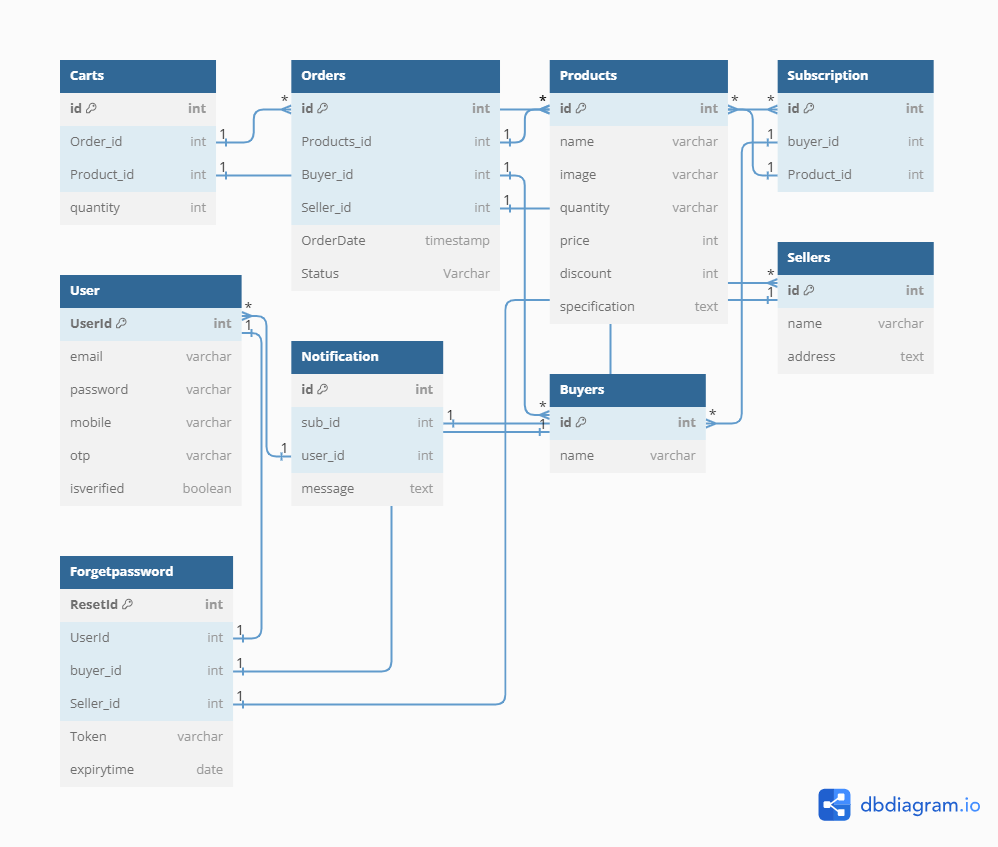 Carts
id int
Order_id int
Product_id int
quantity int
Orders
id int
Products_id int
Buyer_id int
Seller_id int
OrderDate timestamp
Status Varchar
Products
id int
name varchar
image varchar
quantity varchar
price int
discount int
specification text
Subscription
id int
buyer_id int
Product_id int
Sellers
id int
name varchar
address text
User
UserId int
email varchar
password varchar
mobile varchar
otp varchar
isverified boolean
Notification
id int
sub_id int
user_id int
message text
Buyers
id int
name varchar
Forgetpassword
ResetId int
UserId int
buyer_id int
Seller_id int
Token varchar
expirytime date
1
1
*
1
1
1
*
*
*
1
1
*
1
*
1
1
1
*
1
*
1
1
1
dbdiagram.io